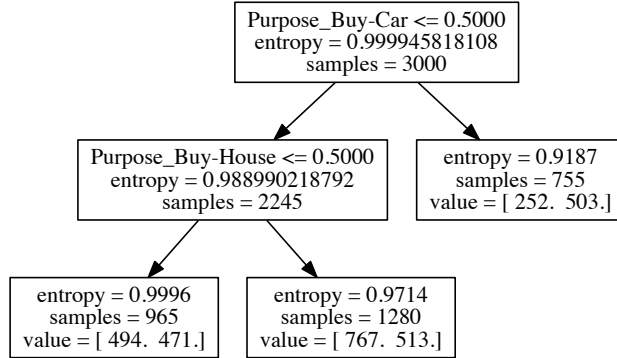 Purpose_Buy-Car <= 0.5000
entropy = 0.999945818108
samples = 3000
Purpose_Buy-House <= 0.5000
entropy = 0.988990218792
samples = 2245
entropy = 0.9187
samples = 755
value = [ 252.  503.]
entropy = 0.9996
samples = 965
value = [ 494.  471.]
entropy = 0.9714
samples = 1280
value = [ 767.  513.]